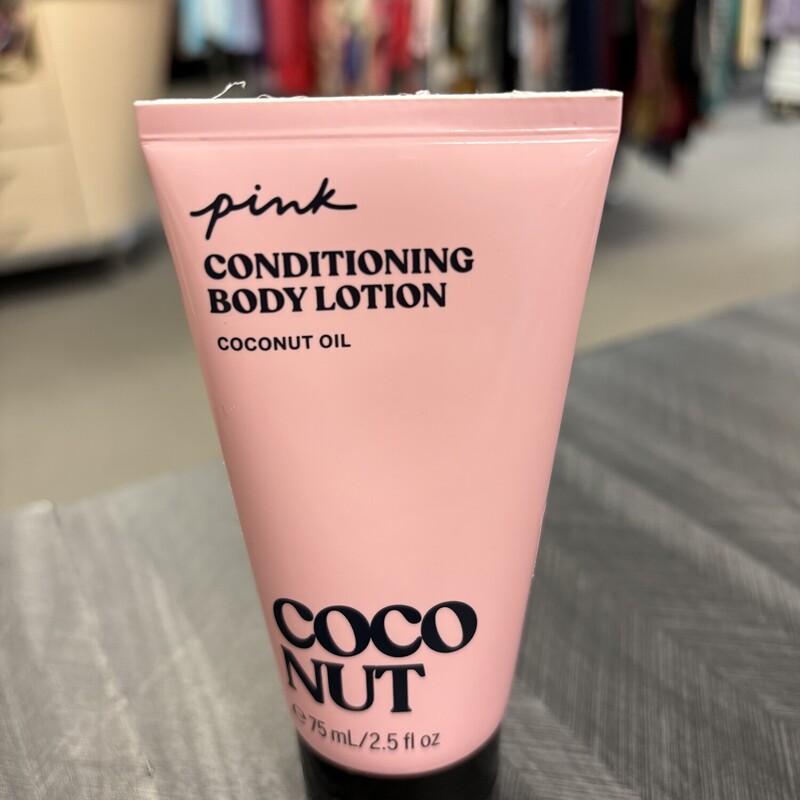 pink
CONDITIONING
BODY LOTION
COCONUT OIL
COCO
NUT
℮ 75 mL/2.5 fl oz